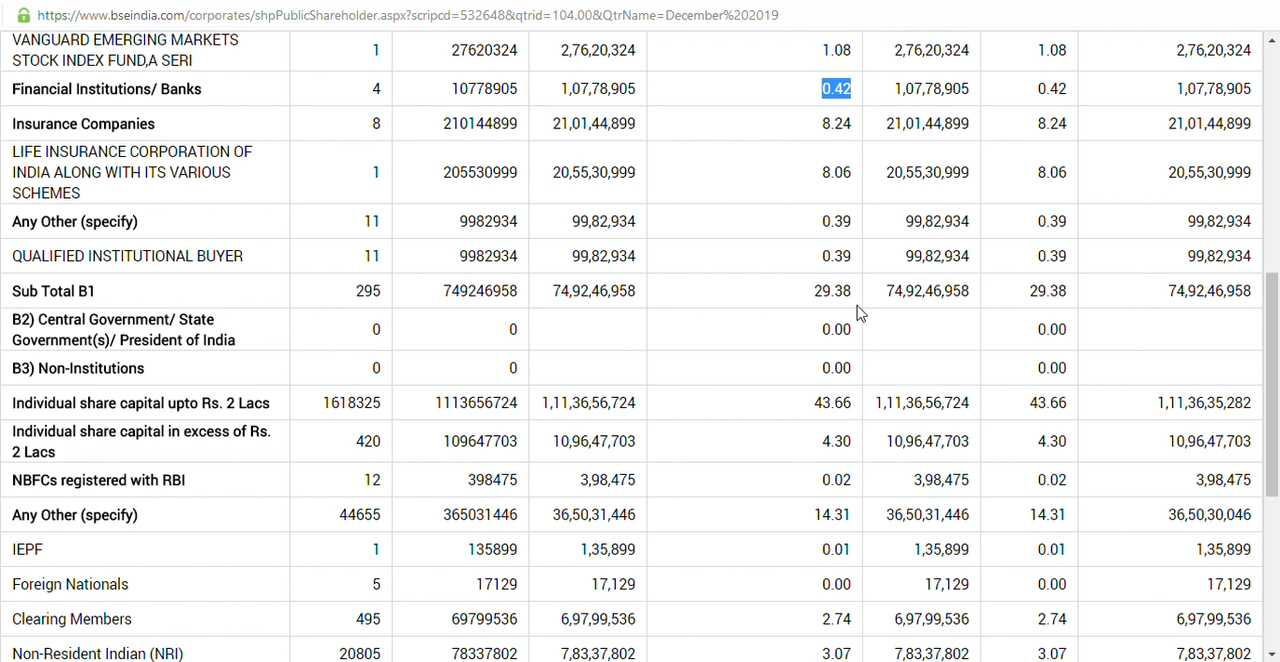 https://www.bseindia.com/corporates/shpPublicShareholder.aspx?scripcd=532648&qtrid=104.00&QtrName=December%202019
VANGUARD EMERGING MARKETS
STOCK INDEX FUND,A SERI 1 27620324 2,76,20,324 1.08 2,76,20,324 1.08 2,76,20,324
Financial Institutions/ Banks 4 10778905 1,07,78,905 0.42 1,07,78,905 0.42 1,07,78,905
Insurance Companies 8 210144899 21,01,44,899 8.24 21,01,44,899 8.24 21,01,44,899
LIFE INSURANCE CORPORATION OF
INDIA ALONG WITH ITS VARIOUS 1 205530999 20,55,30,999 8.06 20,55,30,999 8.06 20,55,30,999
SCHEMES
Any Other (specify) 11 9982934 99,82,934 0.39 99,82,934 0.39 99,82,934
QUALIFIED INSTITUTIONAL BUYER 11 9982934 99,82,934 0.39 99,82,934 0.39 99,82,934
Sub Total B1 295 749246958 74,92,46,958 29.38 74,92,46,958 29.38 74,92,46,958
B2) Central Government/ State
Government(s)/ President of India 0 0 0.00 0.00
B3) Non-Institutions 0 0 0.00 0.00
Individual share capital upto Rs. 2 Lacs 1618325 1113656724 1,11,36,56,724 43.66 1,11,36,56,724 43.66 1,11,36,35,282
Individual share capital in excess of Rs.
2 Lacs 420 109647703 10,96,47,703 4.30 10,96,47,703 4.30 10,96,47,703
NBFCs registered with RBI 12 398475 3,98,475 0.02 3,98,475 0.02 3,98,475
Any Other (specify) 44655 365031446 36,50,31,446 14.31 36,50,31,446 14.31 36,50,30,046
IEPF 1 135899 1,35,899 0.01 1,35,899 0.01 1,35,899
Foreign Nationals 5 17129 17,129 0.00 17,129 0.00 17,129
Clearing Members 495 69799536 6,97,99,536 2.74 6,97,99,536 2.74 6,97,99,536
Non-Resident Indian (NRI) 20805 78337802 7,83,37,802 3.07 7,83,37,802 3.07 7,83,37,802